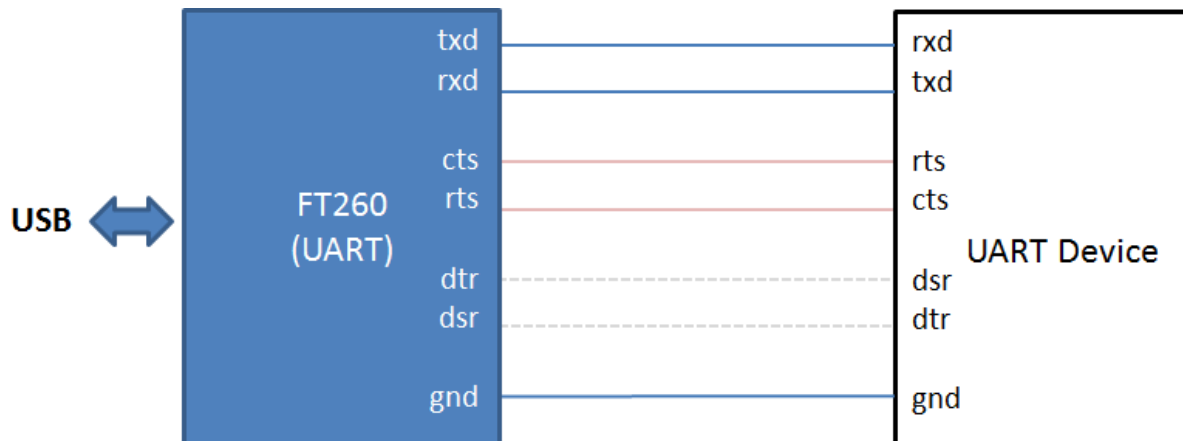 txd
rxd
rxd
txd
cts
rts
rts
cts
USB
FT260
(UART)
UART Device
dtr
dsr
dsr
dtr
gnd
gnd